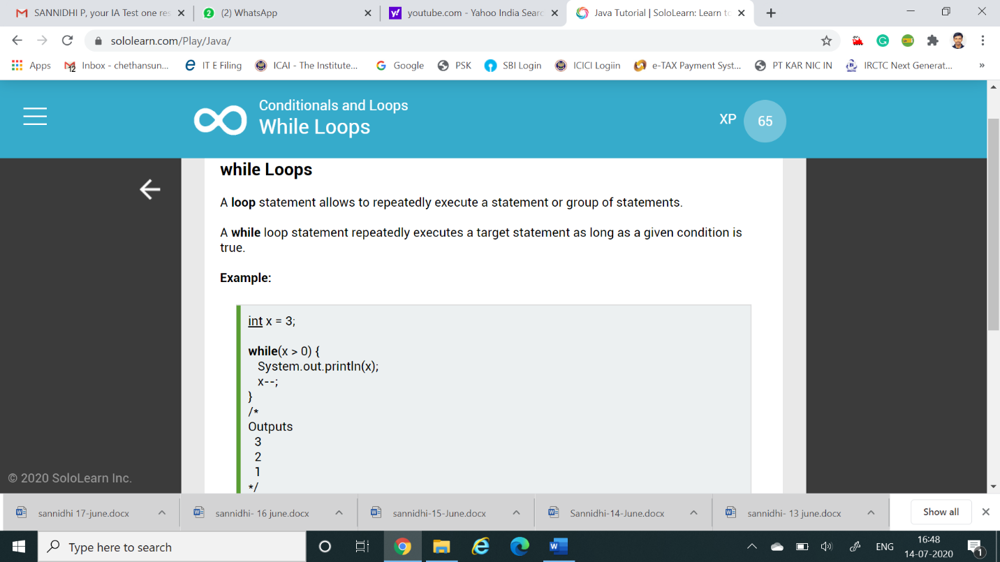 SANNIDHI P, your IA Test one res
2 (2) WhatsApp
youtube.com - Yahoo India Searc
Java Tutorial | SoloLearn: Learn to
sololearn.com/Play/Java/
Apps
12 Inbox - chethansun...
IT E Filing
ICAI - The Institute...
Google
PSK
SBI Login
ICICI Logiin
e-TAX Payment Syst...
PT KAR NIC IN
IRCTC Next Generat...
»
Conditionals and Loops
While Loops
XP 65
while Loops
A loop statement allows to repeatedly execute a statement or group of statements.
A while loop statement repeatedly executes a target statement as long as a given condition is
true.
Example:
int x = 3;
while(x > 0) {
System.out.println(x);
x--;
}
/*
Outputs
3
2
1
*/
© 2020 SoloLearn Inc.
sannidhi 17-june.docx
sannidhi- 16 june.docx
sannidhi-15-June.docx
Sannidhi-14-June.docx
sannidhi- 13 june.docx
Show all
Type here to search
ENG
16:48
14-07-2020
1